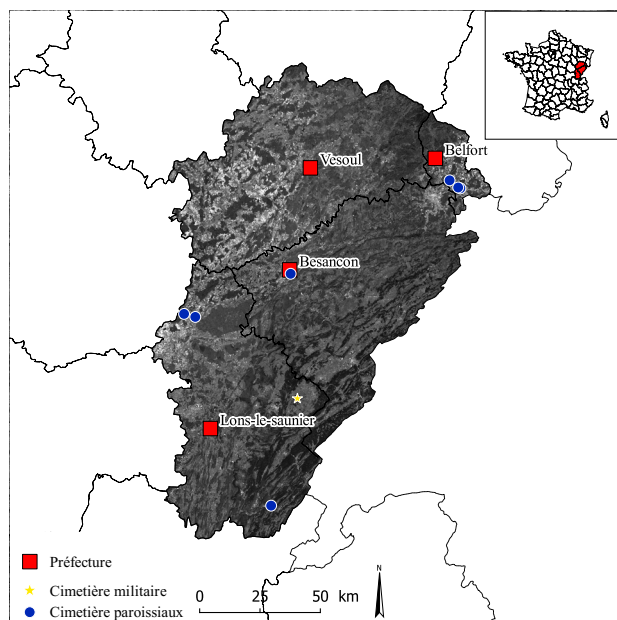 Belfort
Vesoul
Besancon
Lons-le-saunier
Préfecture
Cimetière militaire
Cimetière paroissiaux
0 25 50 km
N